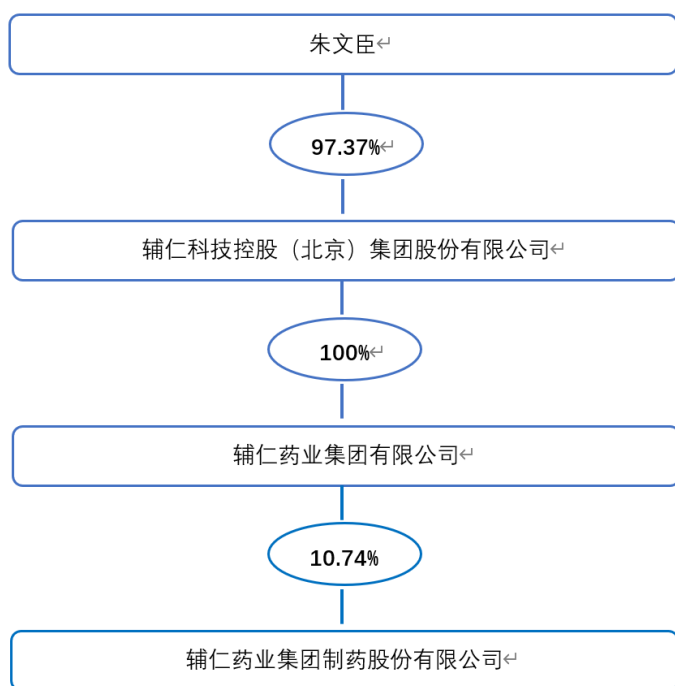 朱文臣
97.37%
辅仁科技控股（北京）集团股份有限公司
100%
辅仁药业集团有限公司
10.74%
辅仁药业集团制药股份有限公司